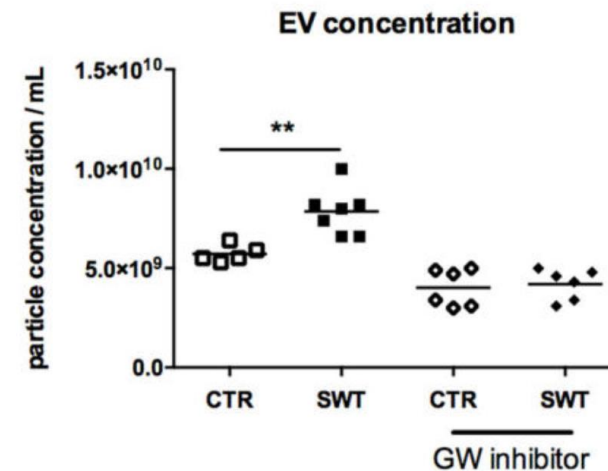 EV concentration
particle concentration / mL
1.5×10¹⁰
1.0×10¹⁰
5.0×10⁹
0.0
**
CTR SWT CTR SWT
GW inhibitor